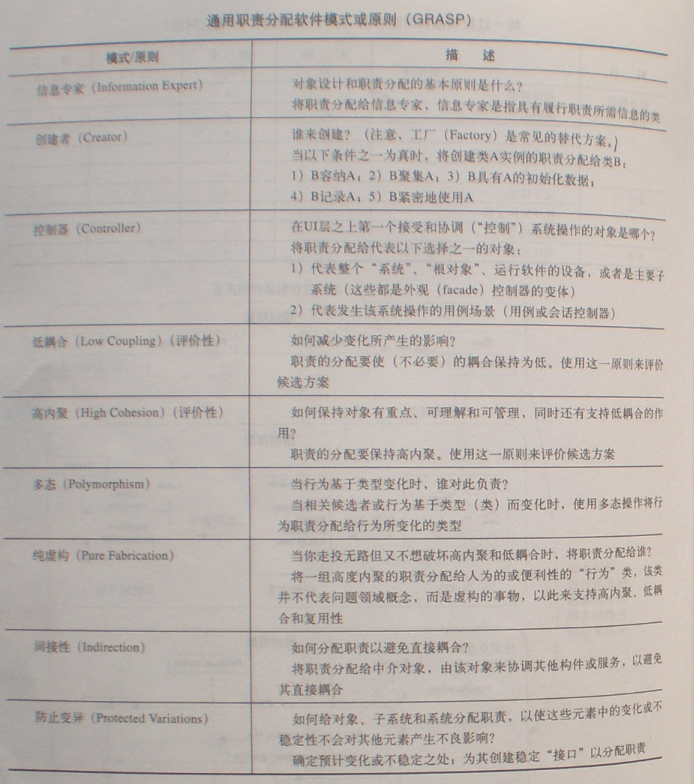 通用职责分配软件模式或原则（GRASP）
模式/原则 描 述
信息专家（Information Expert） 对象设计和职责分配的基本原则是什么？
将职责分配给信息专家，信息专家是指具有履行职责所需信息的类
创建者（Creator） 谁来创建？（注意、工厂（Factory）是常见的替代方案。）
当以下条件之一为真时，将创建类A实例的职责分配给类B：
1）B容纳A；2）B聚集A；3）B具有A的初始化数据；
4）B记录A；5）B紧密地使用A
控制器（Controller） 在UI层之上第一个接受和协调（“控制”）系统操作的对象是哪个？
将职责分配给代表以下选择之一的对象：
1）代表整个“系统”、“根对象”、运行软件的设备，或者是主要子
系统（这些都是外观（facade）控制器的变体）
2）代表发生该系统操作的用例场景（用例或会话控制器）
低耦合（Low Coupling）（评价性） 如何减少变化所产生的影响？
职责的分配要使（不必要）的耦合保持为低。使用这一原则来评价
候选方案
高内聚（High Cohesion）（评价性） 如何保持对象有重点、可理解和可管理，同时还有支持低耦合的作
用？
职责的分配要保持高内聚。使用这一原则来评价候选方案
多态（Polymorphism） 当行为基于类型变化时，谁对此负责？
当相关候选者或行为基于类型（类）而变化时，使用多态操作将行
为职责分配给行为所变化的类型
纯虚构（Pure Fabrication） 当你走投无路但又不想破坏高内聚和低耦合时，将职责分配给谁？
将一组高度内聚的职责分配给人为的或便利性的“行为”类，该类
并不代表问题领域概念，而是虚构的事物，以此来支持高内聚、低耦
合和复用性
间接性（Indirection） 如何分配职责以避免直接耦合？
将职责分配给中介对象，由该对象来协调其他构件或服务，以避免
其直接耦合
防止变异（Protected Variations） 如何给对象、子系统和系统分配职责，以使这些元素中的变化或不
稳定性不会对其他元素产生不良影响？
确定预计变化或不稳定之处；为其创建稳定“接口”以分配职责